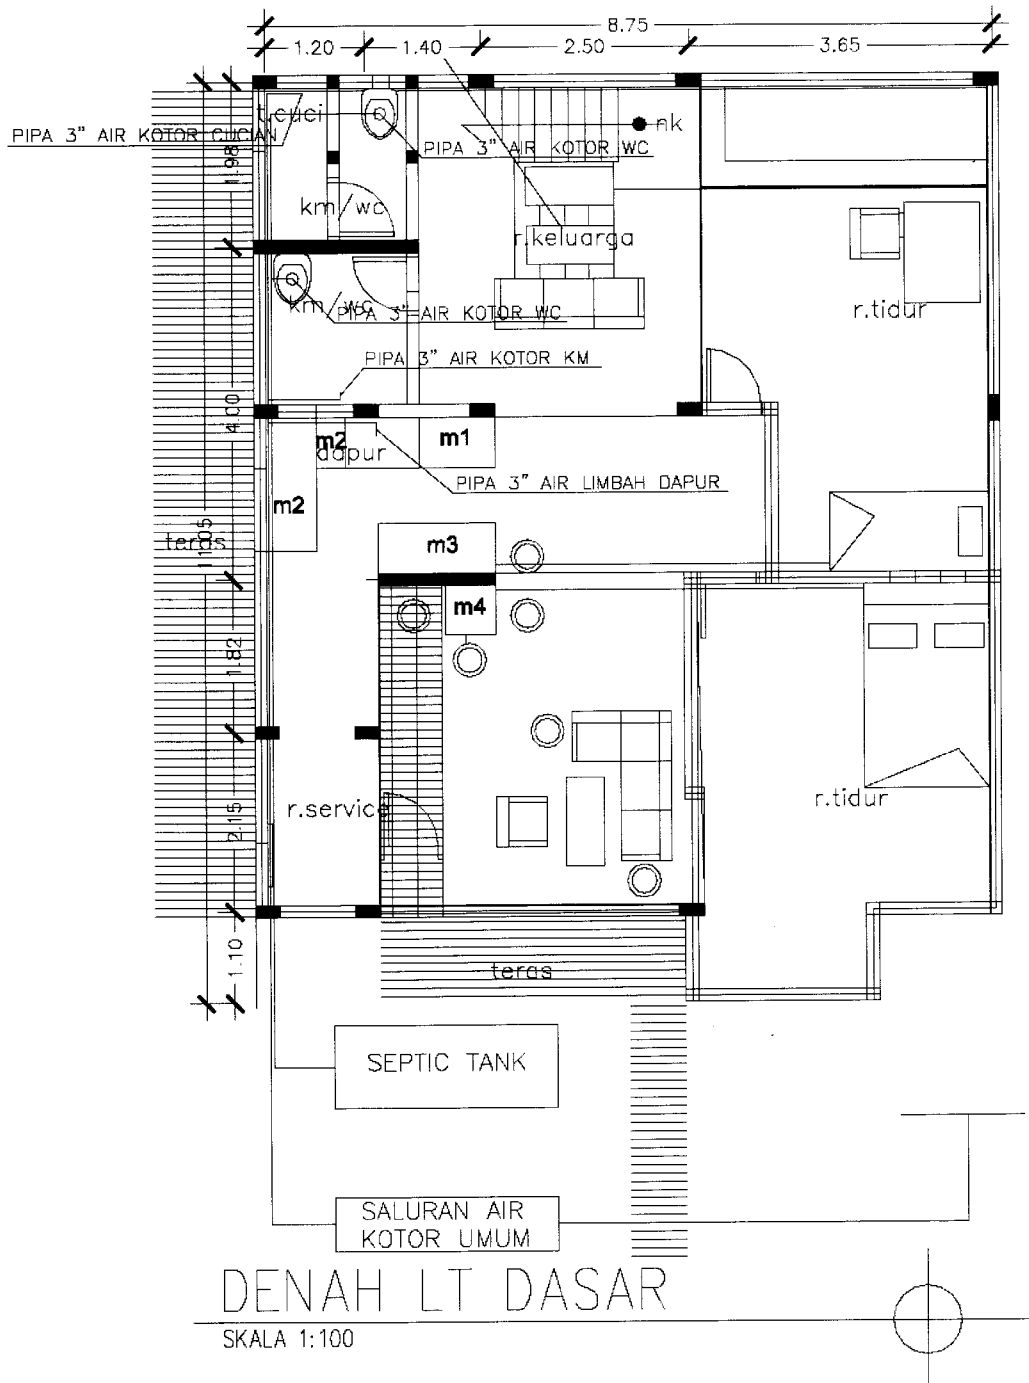 8.75
1.20 1.40 2.50 3.65
t.cuci
nk
PIPA 3" AIR KOTOR CUCIAN
PIPA 3" AIR KOTOR WC
1.98
km/wc
r.keluarga
r.tidur
km/wc
PIPA 3" AIR KOTOR WC
PIPA 3" AIR KOTOR KM
4.00
m2
m1
dapur
PIPA 3" AIR LIMBAH DAPUR
m2
teras
11.05
m3
m4
1.82
r.tidur
r.service
2.15
1.10
teras
SEPTIC TANK
SALURAN AIR
KOTOR UMUM
DENAH LT DASAR
SKALA 1:100